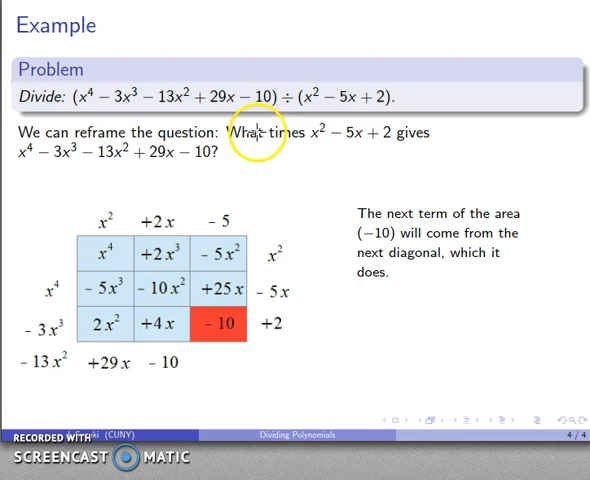 Example
Problem
Divide: (x⁴ − 3x³ − 13x² + 29x − 10) ÷ (x² − 5x + 2).
We can reframe the question: What times x² − 5x + 2 gives
x⁴ − 3x³ − 13x² + 29x − 10?
The next term of the area
(−10) will come from the
next diagonal, which it
does.
x² +2x - 5
x⁴ +2x³ - 5x² x²
x⁴ - 5x³ - 10x² +25x - 5x
- 3x³ 2x² +4x - 10 +2
- 13x² +29x - 10
(CUNY) Dividing Polynomials 4 / 4
RECORDED WITH
SCREENCAST MATIC